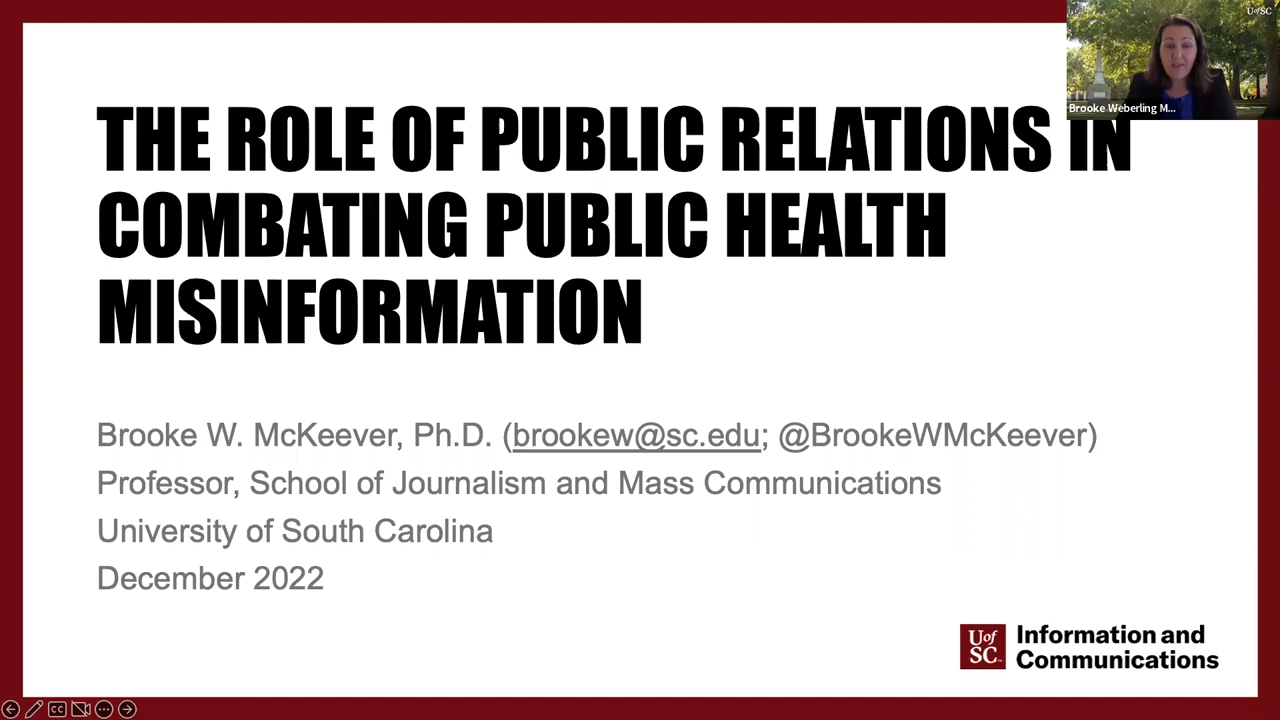 UofSC
Brooke Weberling M...
THE ROLE OF PUBLIC RELATIONS IN
COMBATING PUBLIC HEALTH
MISINFORMATION
Brooke W. McKeever, Ph.D. (brookew@sc.edu; @BrookeWMcKeever)
Professor, School of Journalism and Mass Communications
University of South Carolina
December 2022
UofSC
Information and
Communications
CC